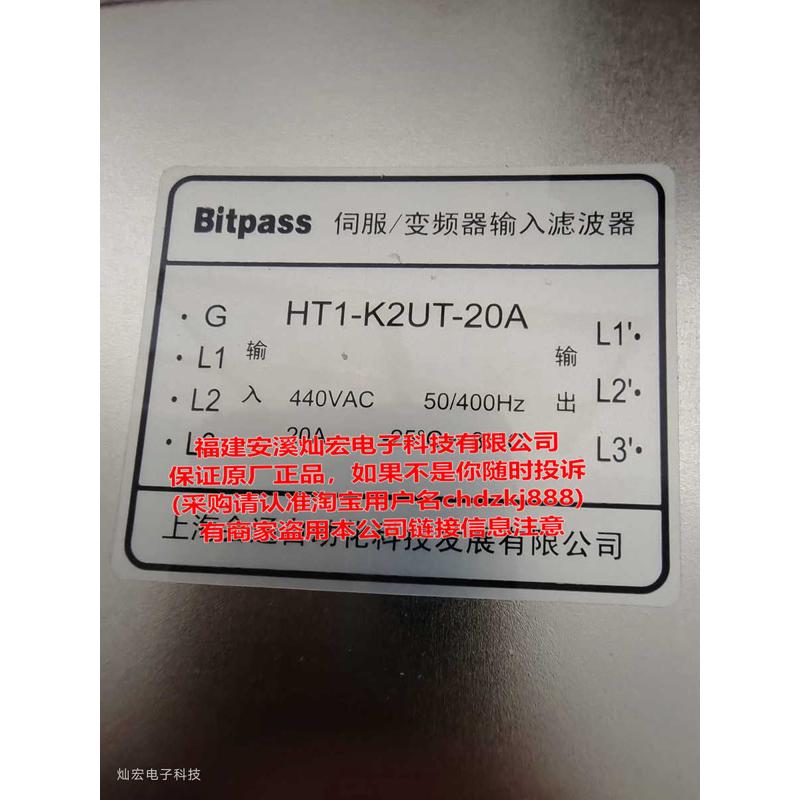 Bitpass 伺服/变频器输入滤波器
G HT1-K2UT-20A L1'
L1 输 输
L2 入 440VAC 50/400Hz 出 L2'
20A -25°C L3'
福建安溪灿宏电子科技有限公司
保证原厂正品，如果不是你随时投诉
(采购请认准淘宝用户名chdzkj888)
有商家盗用本公司链接信息注意
上海 自动化科技发展有限公司
灿宏电子科技